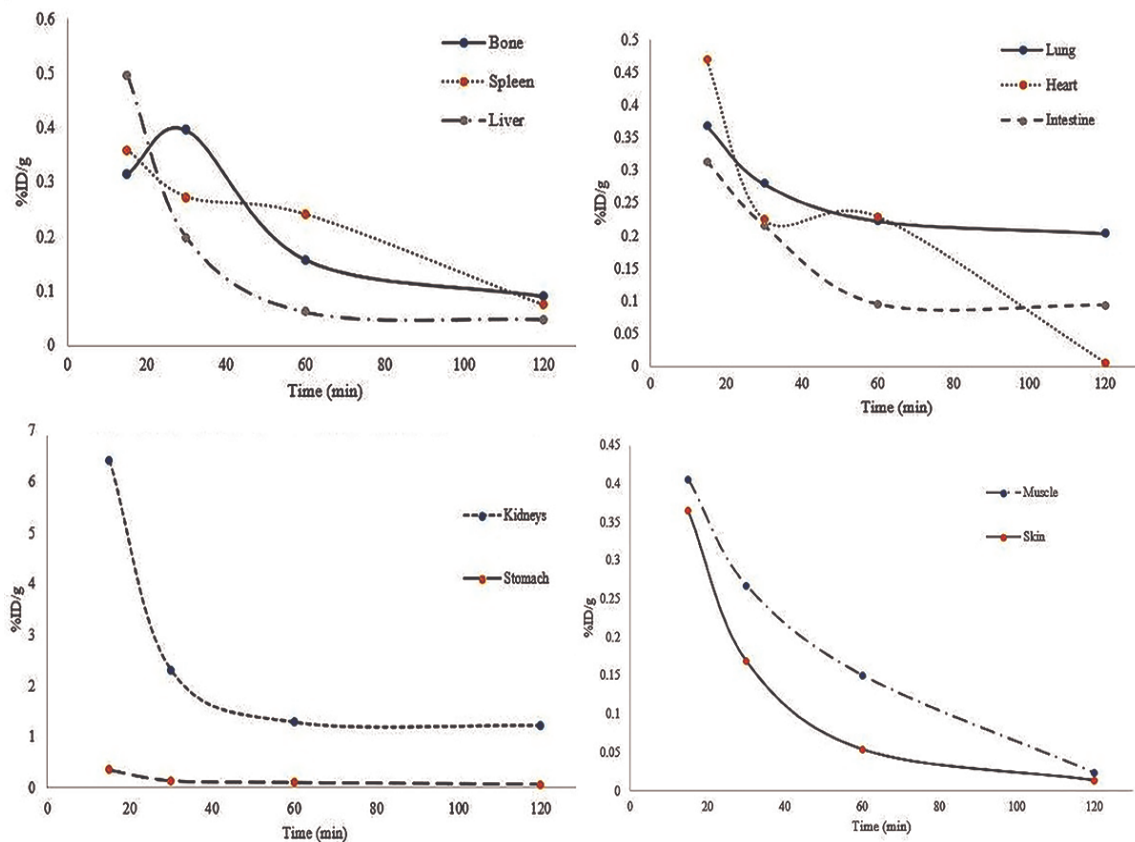 0.6
0.5
0.4
0.3
0.2
0.1
0
%ID/g
0 20 40 60 80 100 120
Time (min)
Bone
Spleen
Liver
0.5
0.45
0.4
0.35
0.3
0.25
0.2
0.15
0.1
0.05
0
%ID/g
0 20 40 60 80 100 120
Time (min)
Lung
Heart
Intestine
7
6
5
4
3
2
1
0
%ID/g
0 20 40 60 80 100 120
Time (min)
Kidneys
Stomach
0.45
0.4
0.35
0.3
0.25
0.2
0.15
0.1
0.05
0
%ID/g
0 20 40 60 80 100 120
Time (min)
Muscle
Skin